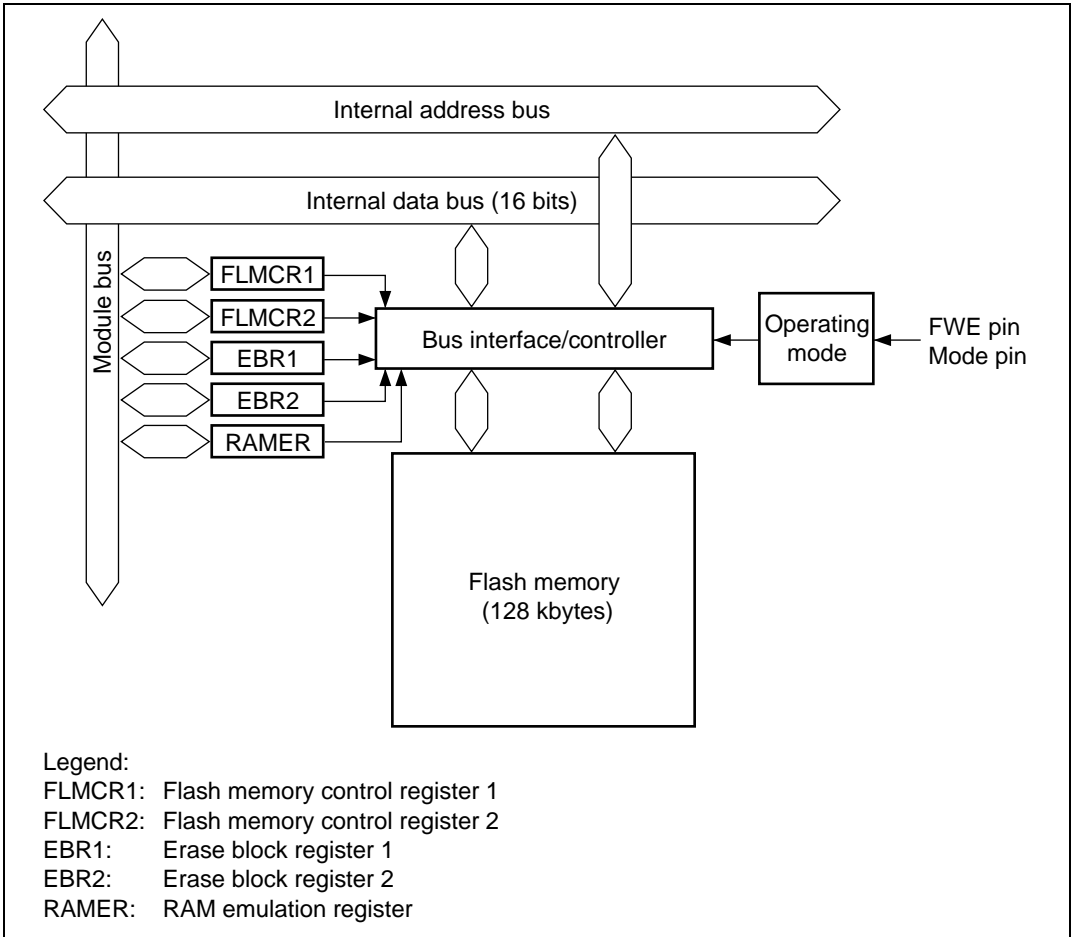 Internal address bus
Internal data bus (16 bits)
Module bus
FLMCR1
FLMCR2
EBR1
EBR2
RAMER
Bus interface/controller
Operating
mode
FWE pin
Mode pin
Flash memory
(128 kbytes)
Legend:
FLMCR1: Flash memory control register 1
FLMCR2: Flash memory control register 2
EBR1: Erase block register 1
EBR2: Erase block register 2
RAMER: RAM emulation register